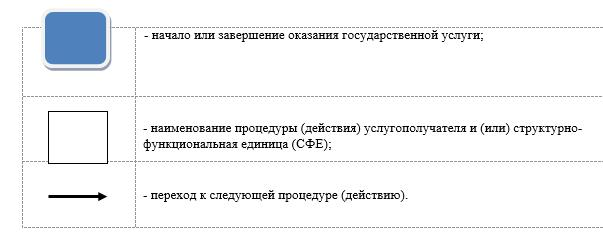 - начало или завершение оказания государственной услуги;
- наименование процедуры (действия) услугополучателя и (или) структурно-
функциональная единица (СФЕ);
- переход к следующей процедуре (действию).